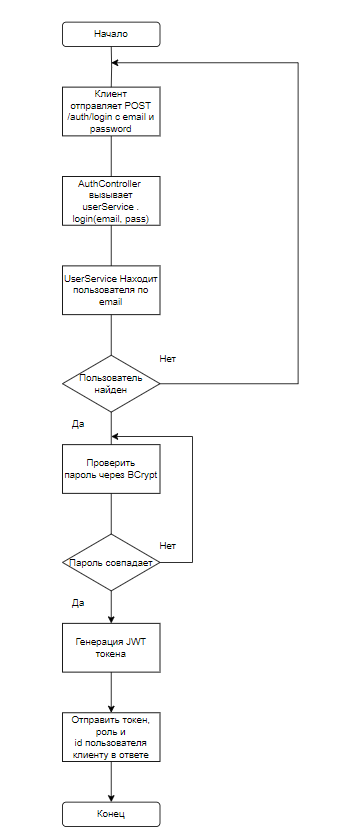 Начало
Клиент
отправляет POST
/auth/login с email и
password
AuthController
вызывает
userService .
login(email, pass)
UserService Находит
пользователя по
email
Нет
Пользователь
найден
Да
Проверить
пароль через BCrypt
Нет
Пароль совпадает
Да
Генерация JWT
токена
Отправить токен,
роль и
id пользователя
клиенту в ответе
Конец